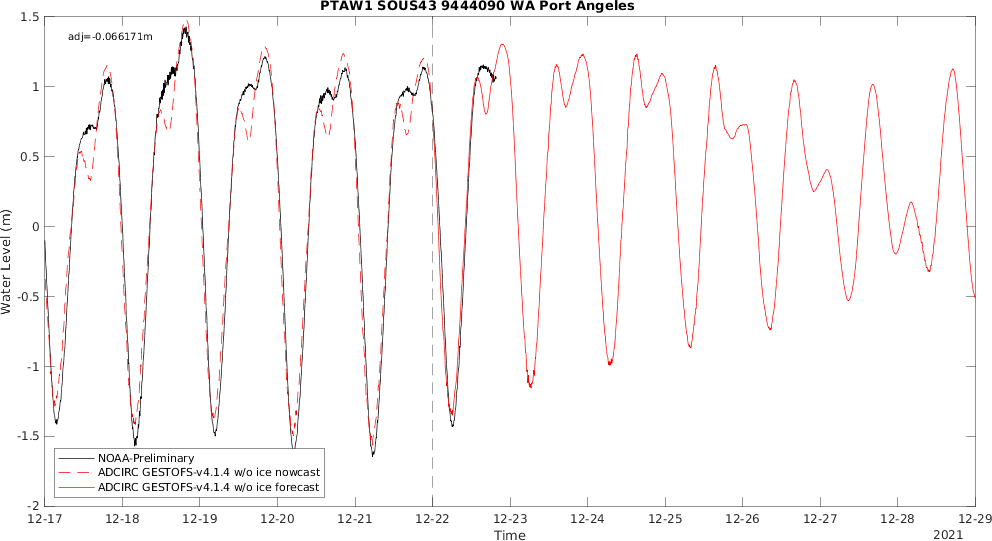 PTAW1 SOUS43 9444090 WA Port Angeles
adj=-0.066171m
Water Level (m)
1.5
1
0.5
0
-0.5
-1
-1.5
-2
NOAA-Preliminary
ADCIRC GESTOFS-v4.1.4 w/o ice nowcast
ADCIRC GESTOFS-v4.1.4 w/o ice forecast
12-17 12-18 12-19 12-20 12-21 12-22 12-23 12-24 12-25 12-26 12-27 12-28 12-29
Time
2021